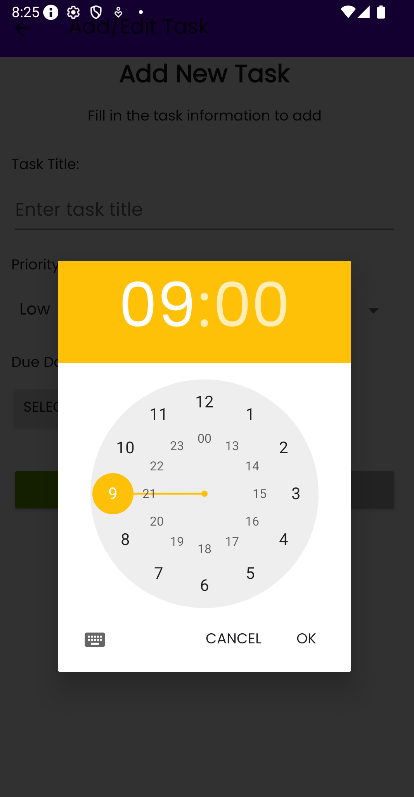 8:25
Add/Edit Task
Add New Task
Fill in the task information to add
Task Title:
Enter task title
Priority
Low
Due Da
SELEC
09:00
12
11 1
10 23 00 13 2
22 14
9 21 15 3
20 16
8 19 18 17 4
7 5
6
CANCEL OK